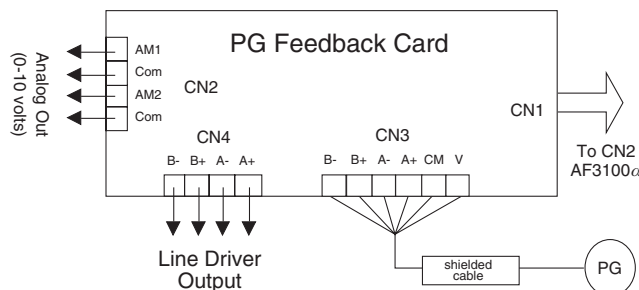 PG Feedback Card
AM1
Com
AM2
Com
CN2
Analog Out
(0-10 volts)
CN1
To CN2
AF3100α
CN4
B- B+ A- A+
CN3
B- B+ A- A+ CM V
Line Driver
Output
shielded
cable
PG